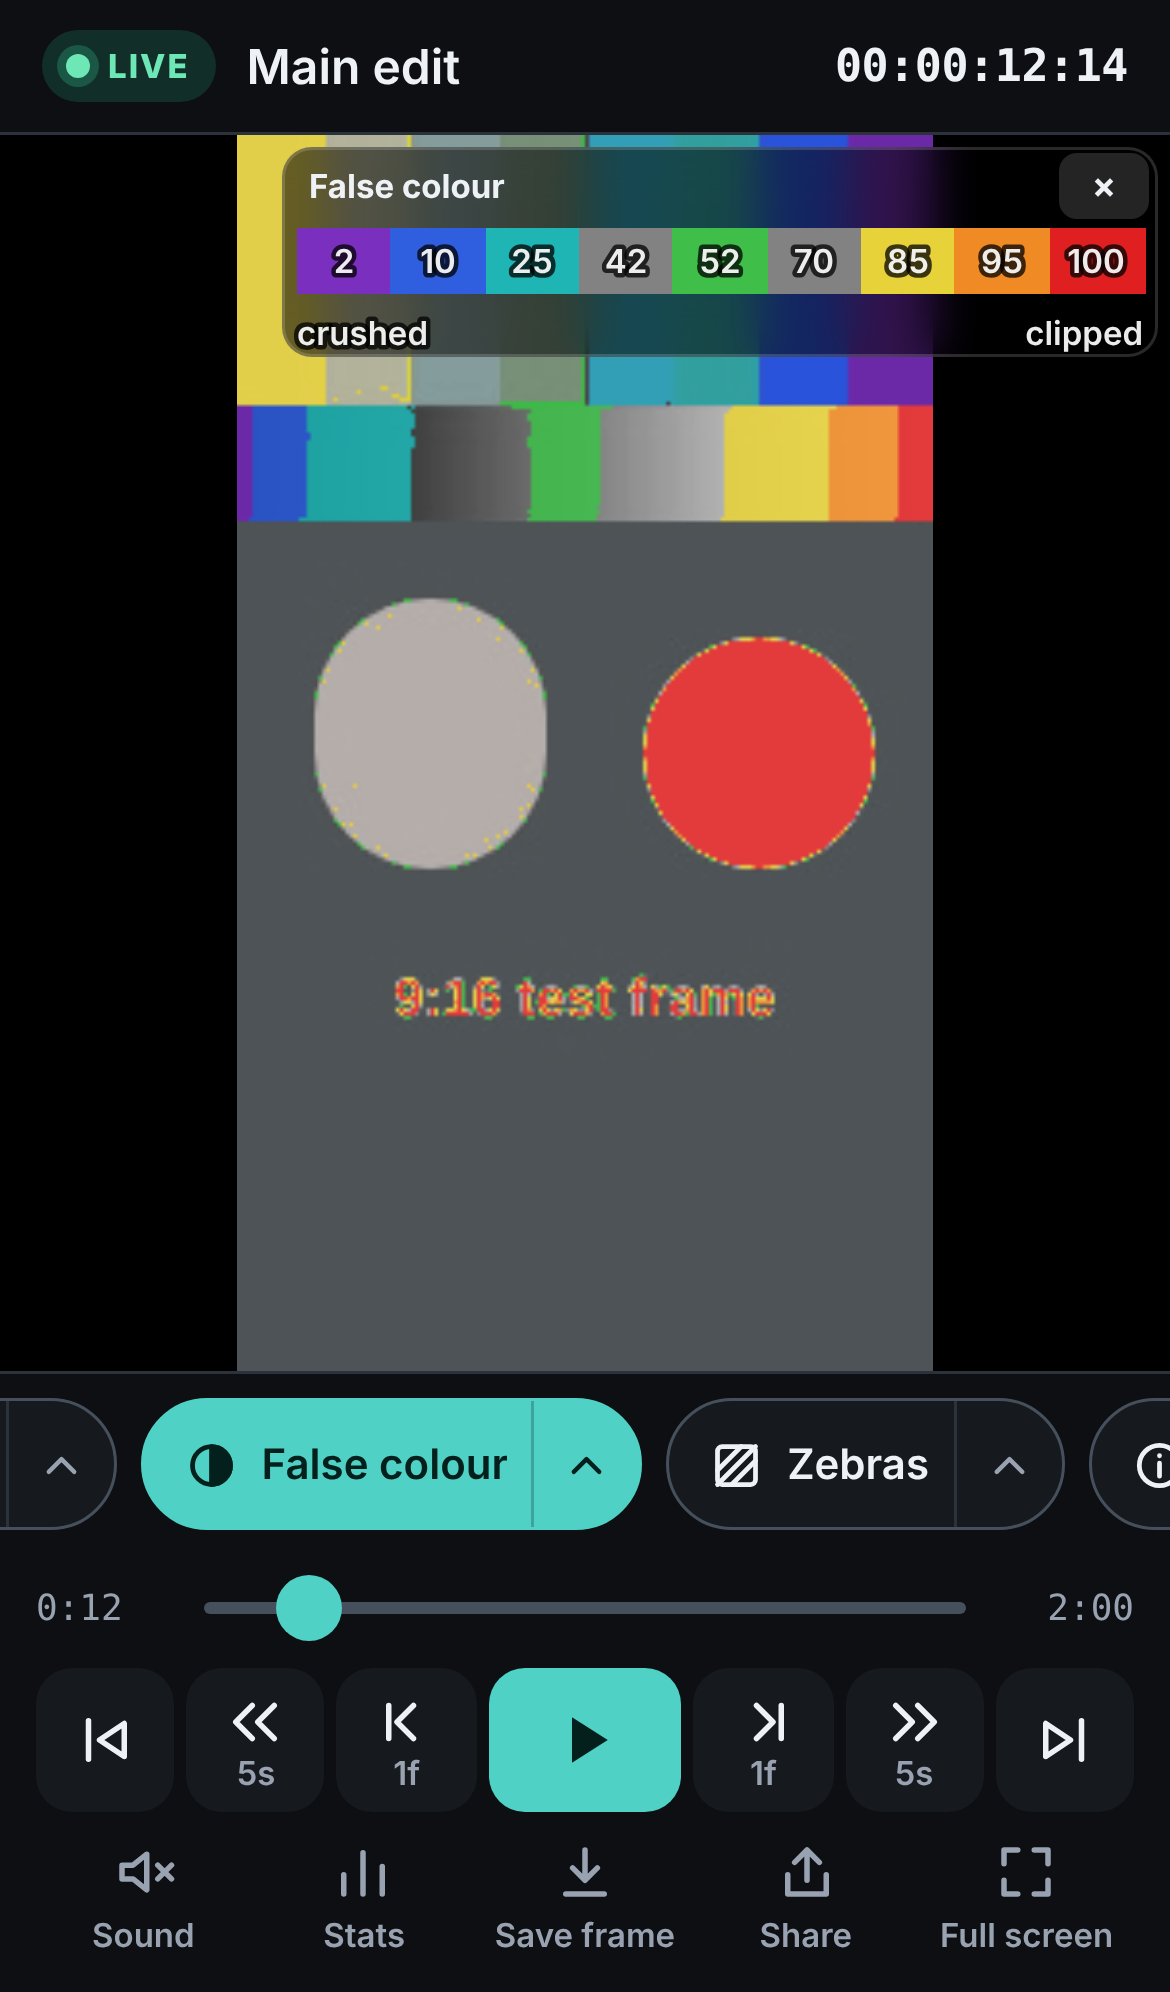 LIVE Main edit 00:00:12:14
False colour ×
2 10 25 42 52 70 85 95 100
crushed clipped
9:16 test frame
False colour Zebras
0:12 2:00
5s 1f 1f 5s
Sound Stats Save frame Share Full screen